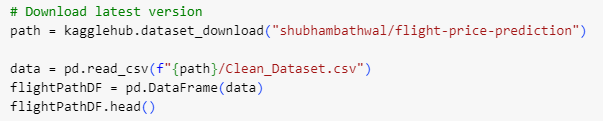 # Download latest version
path = kagglehub.dataset_download("shubhambathwal/flight-price-prediction")
data = pd.read_csv(f"{path}/Clean_Dataset.csv")
flightPathDF = pd.DataFrame(data)
flightPathDF.head()